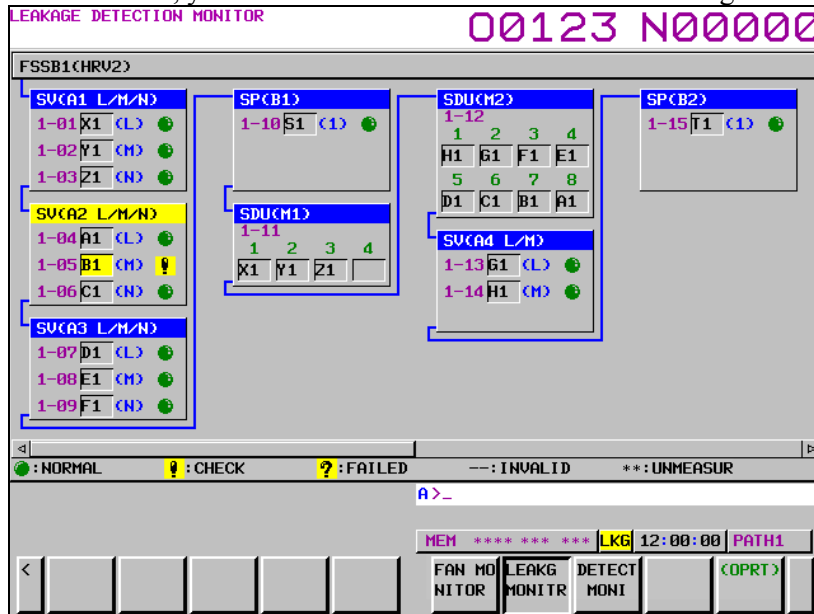 LEAKAGE DETECTION MONITOR
O0123 N00000
FSSB1(HRV2)
SV(A1 L/M/N)
1-01 X1 (L)
1-02 Y1 (M)
1-03 Z1 (N)
SV(A2 L/M/N)
1-04 A1 (L)
1-05 B1 (M) !
1-06 C1 (N)
SV(A3 L/M/N)
1-07 D1 (L)
1-08 E1 (M)
1-09 F1 (N)
SP(B1)
1-10 S1 (1)
SDU(M1)
1-11
1 2 3 4
X1 Y1 Z1
SDU(M2)
1-12
1 2 3 4
H1 G1 F1 E1
5 6 7 8
D1 C1 B1 A1
SV(A4 L/M)
1-13 G1 (L)
1-14 H1 (M)
SP(B2)
1-15 T1 (1)
:NORMAL ! :CHECK ? :FAILED --:INVALID **:UNMEASUR
A>_
MEM **** *** *** LKG 12:00:00 PATH1
< FAN MO LEAKG DETECT (OPRT)
NITOR MONITR MONI